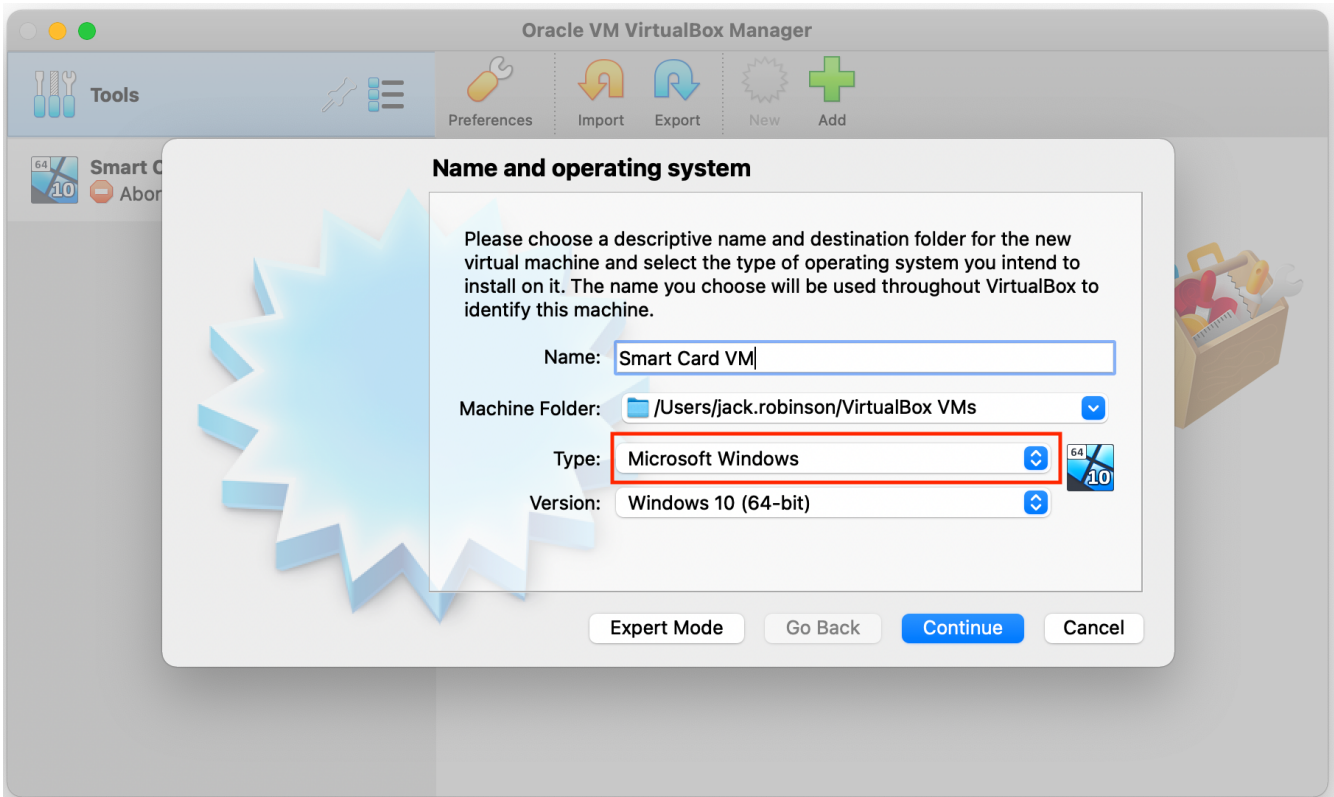 Oracle VM VirtualBox Manager
Tools
Preferences
Import
Export
New
Add
64
10
Smart C
Abor
Name and operating system
Please choose a descriptive name and destination folder for the new
virtual machine and select the type of operating system you intend to
install on it. The name you choose will be used throughout VirtualBox to
identify this machine.
Name: Smart Card VM
Machine Folder: /Users/jack.robinson/VirtualBox VMs
Type: Microsoft Windows
64
10
Version: Windows 10 (64-bit)
Expert Mode
Go Back
Continue
Cancel